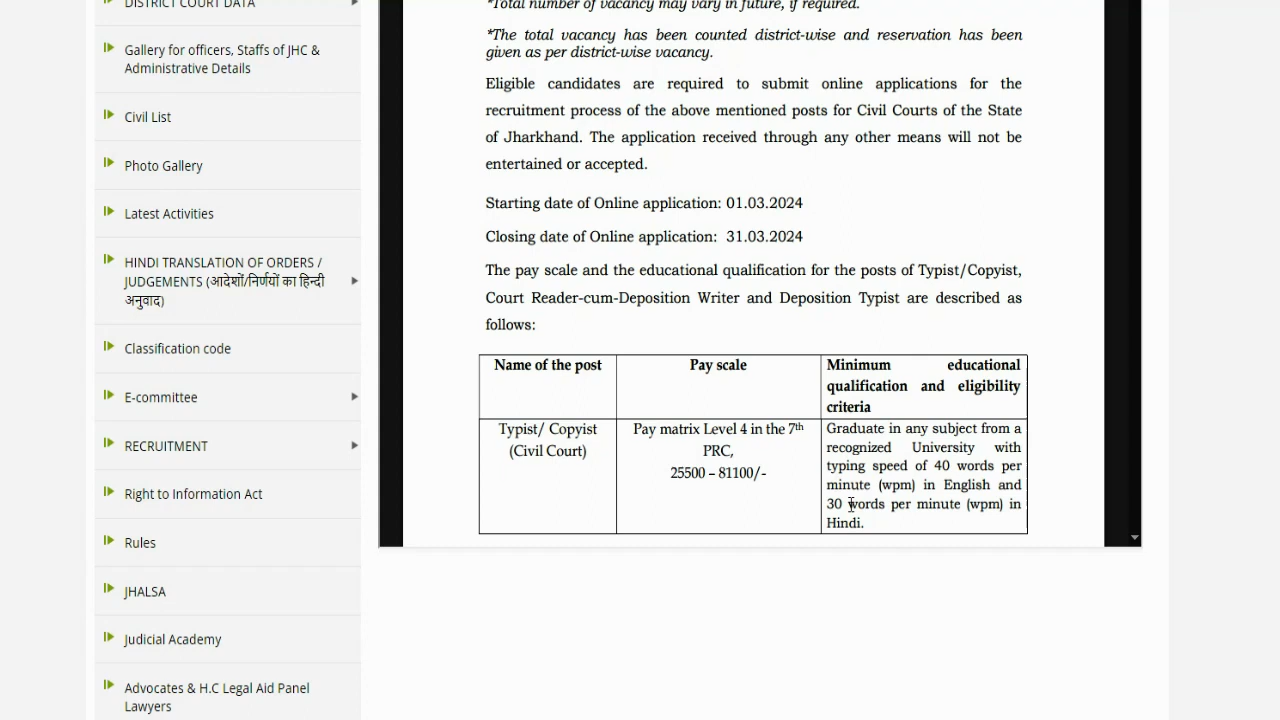 DISTRICT COURT DATA
Gallery for officers, Staffs of JHC &
Administrative Details
Civil List
Photo Gallery
Latest Activities
HINDI TRANSLATION OF ORDERS /
JUDGEMENTS (आदेशों/निर्णयों का हिन्दी
अनुवाद)
Classification code
E-committee
RECRUITMENT
Right to Information Act
Rules
JHALSA
Judicial Academy
Advocates & H.C Legal Aid Panel
Lawyers
*Total number of vacancy may vary in future, if required.
*The total vacancy has been counted district-wise and reservation has been
given as per district-wise vacancy.
Eligible candidates are required to submit online applications for the
recruitment process of the above mentioned posts for Civil Courts of the State
of Jharkhand. The application received through any other means will not be
entertained or accepted.
Starting date of Online application: 01.03.2024
Closing date of Online application: 31.03.2024
The pay scale and the educational qualification for the posts of Typist/Copyist,
Court Reader-cum-Deposition Writer and Deposition Typist are described as
follows:
Name of the post
Pay scale
Minimum educational
qualification and eligibility
criteria
Typist/ Copyist
(Civil Court)
Pay matrix Level 4 in the 7th
PRC,
25500 – 81100/-
Graduate in any subject from a
recognized University with
typing speed of 40 words per
minute (wpm) in English and
30 words per minute (wpm) in
Hindi.